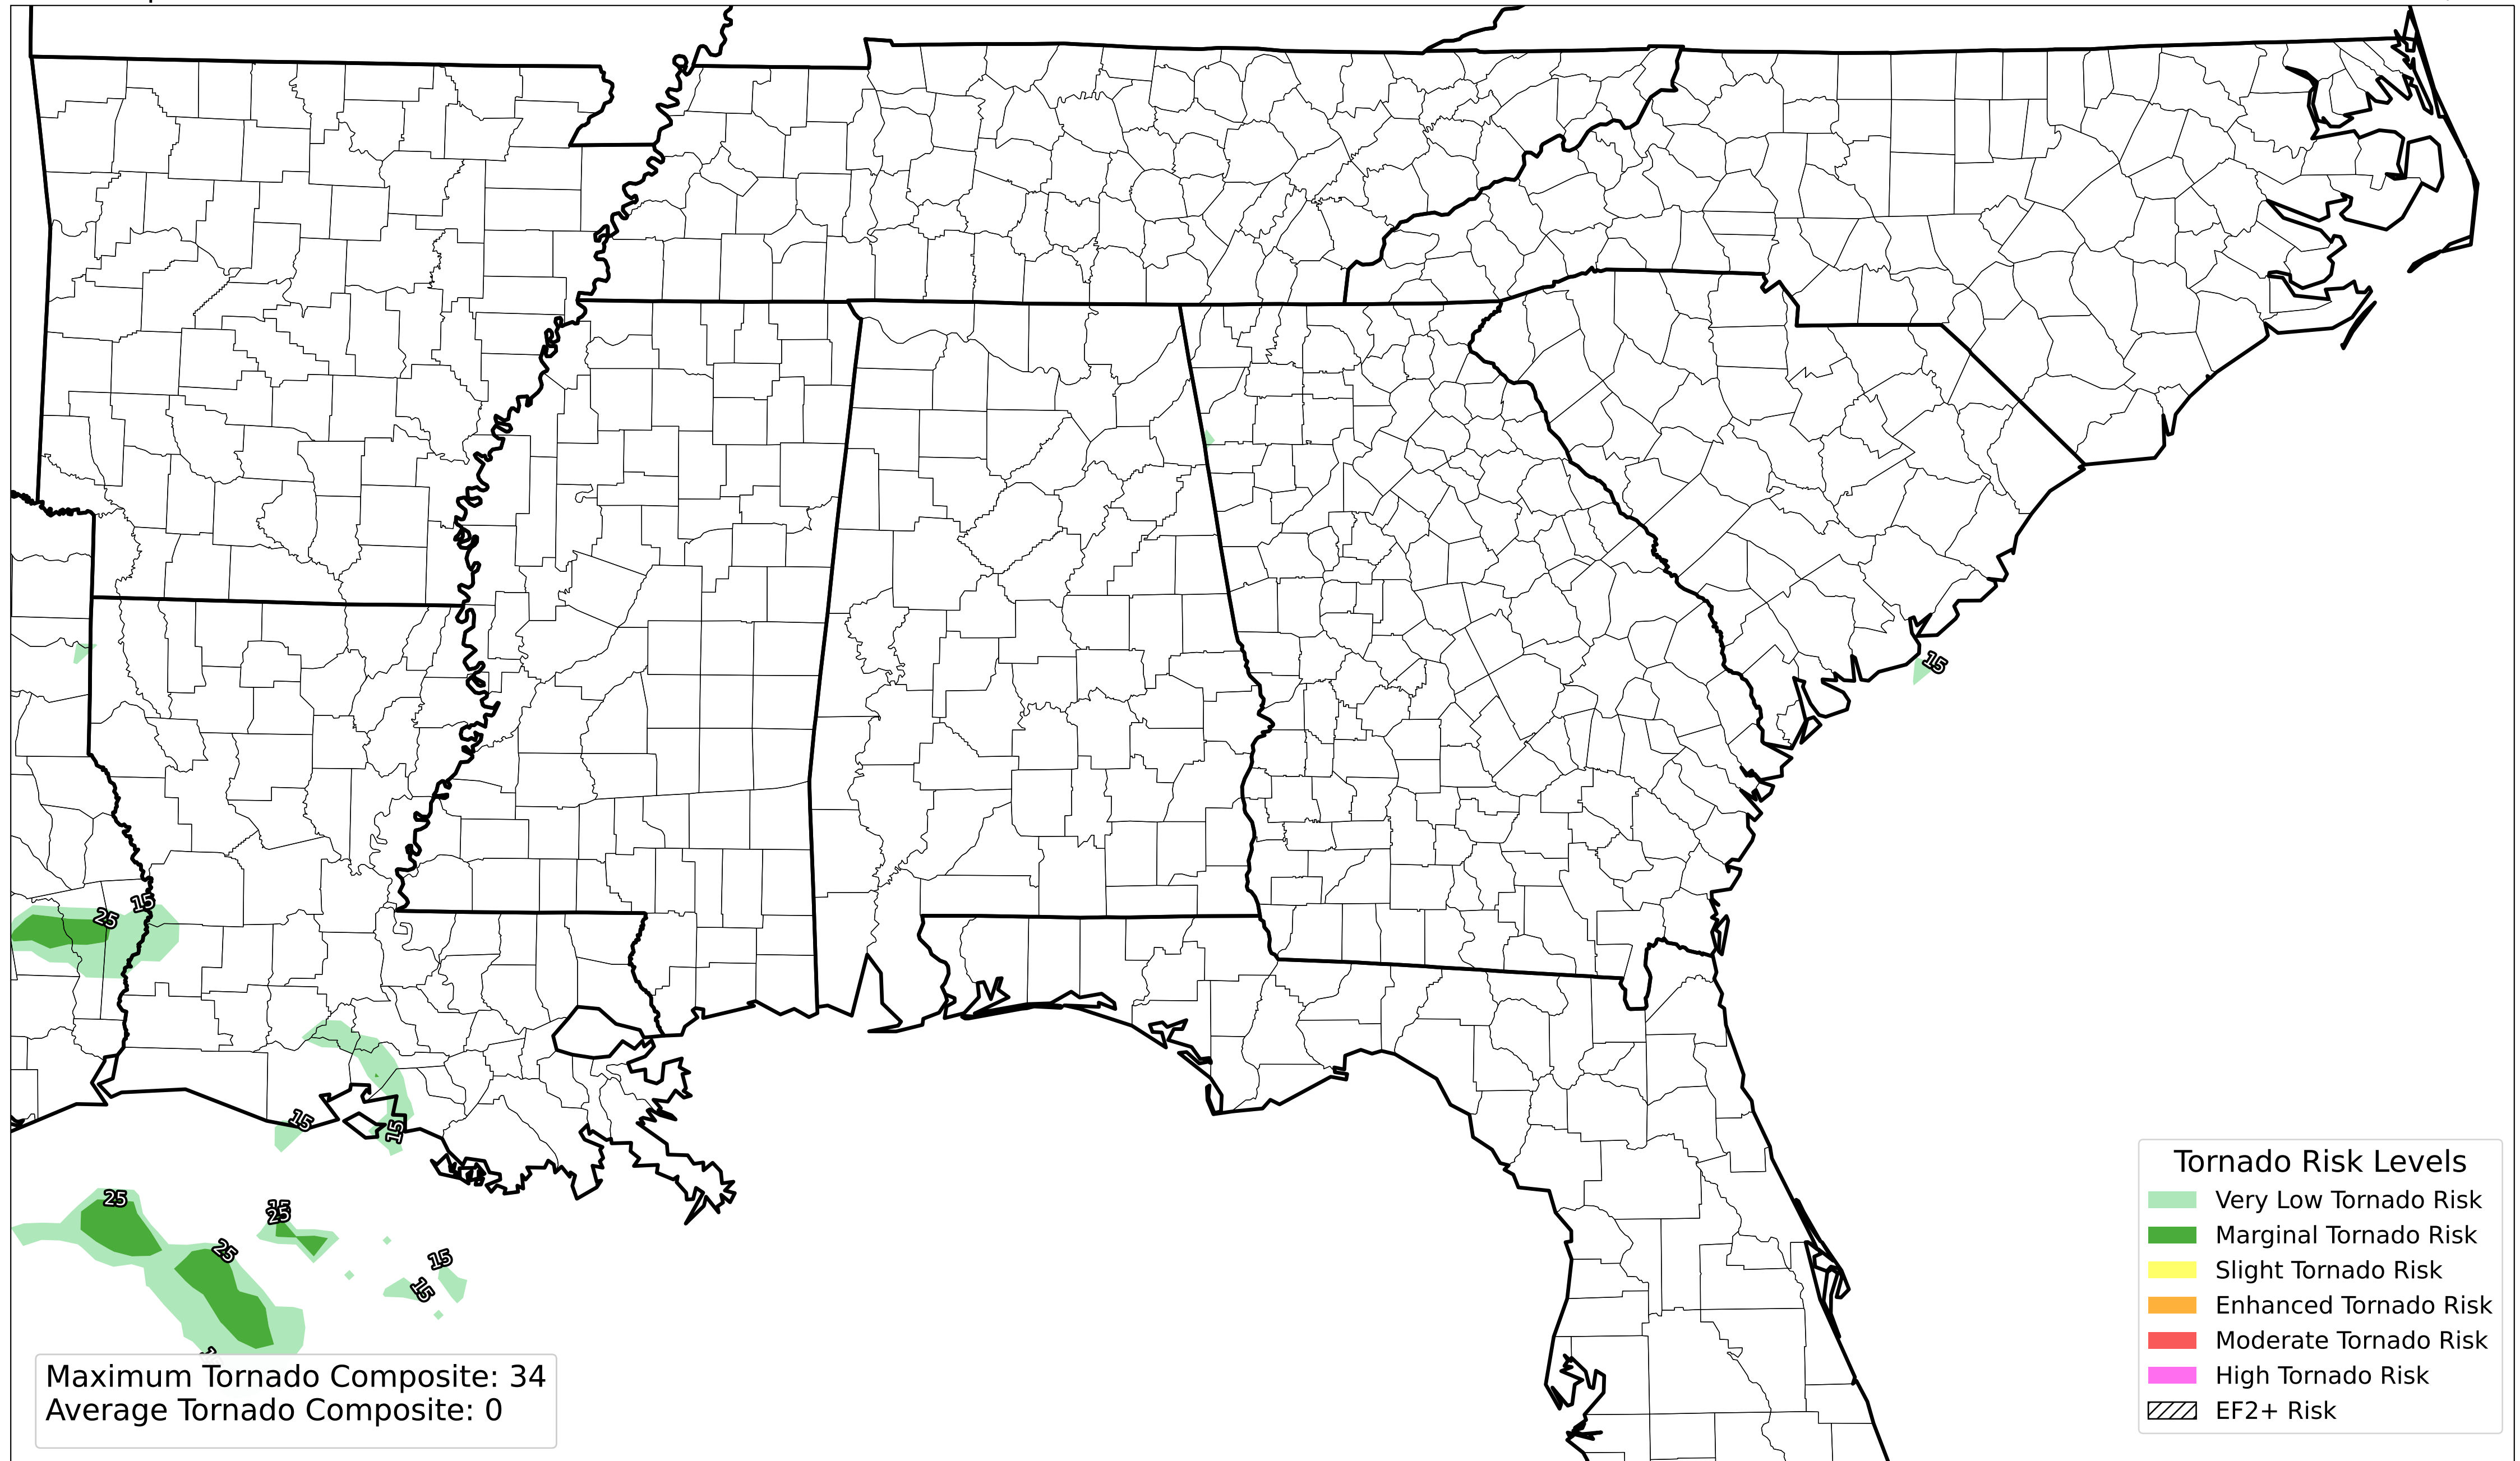 15
15
25
25
15
15
25
15
25
15
15
Tornado Risk Levels
Very Low Tornado Risk
Marginal Tornado Risk
Slight Tornado Risk
Enhanced Tornado Risk
Moderate Tornado Risk
High Tornado Risk
EF2+ Risk
Maximum Tornado Composite: 34
Average Tornado Composite: 0